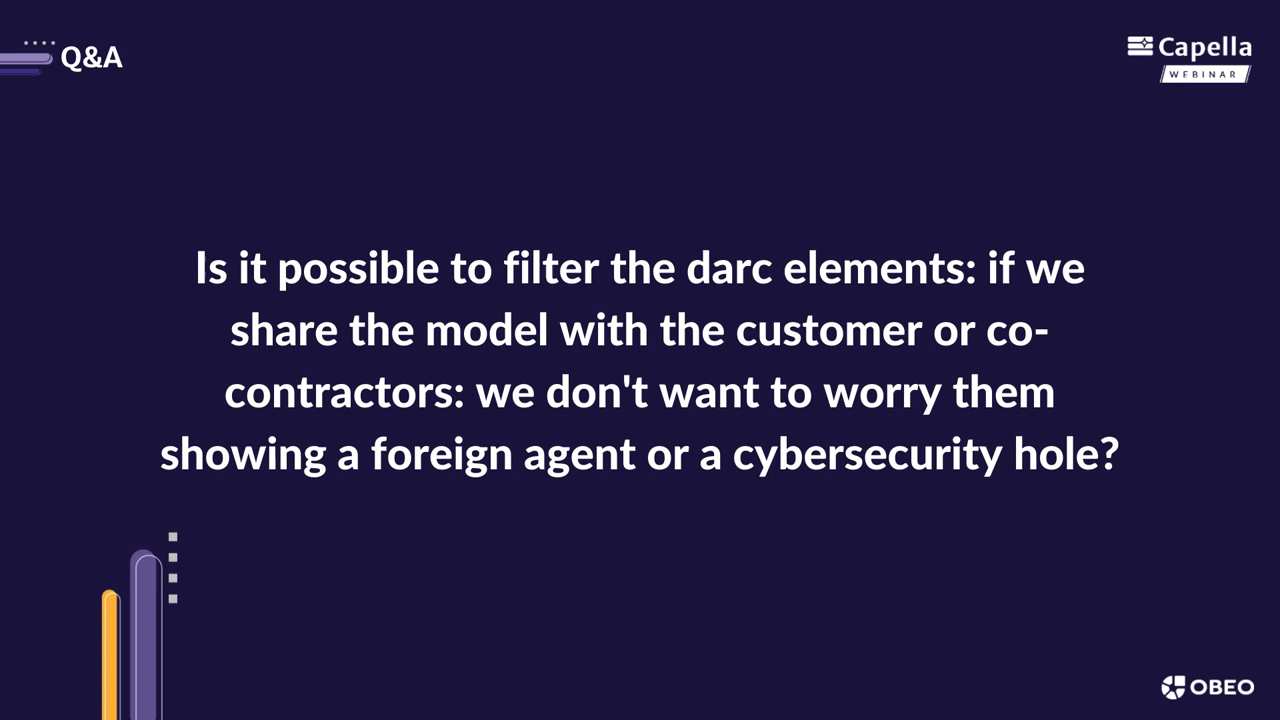 Q&A
Capella
WEBINAR
Is it possible to filter the darc elements: if we
share the model with the customer or co-
contractors: we don't want to worry them
showing a foreign agent or a cybersecurity hole?
OBEO